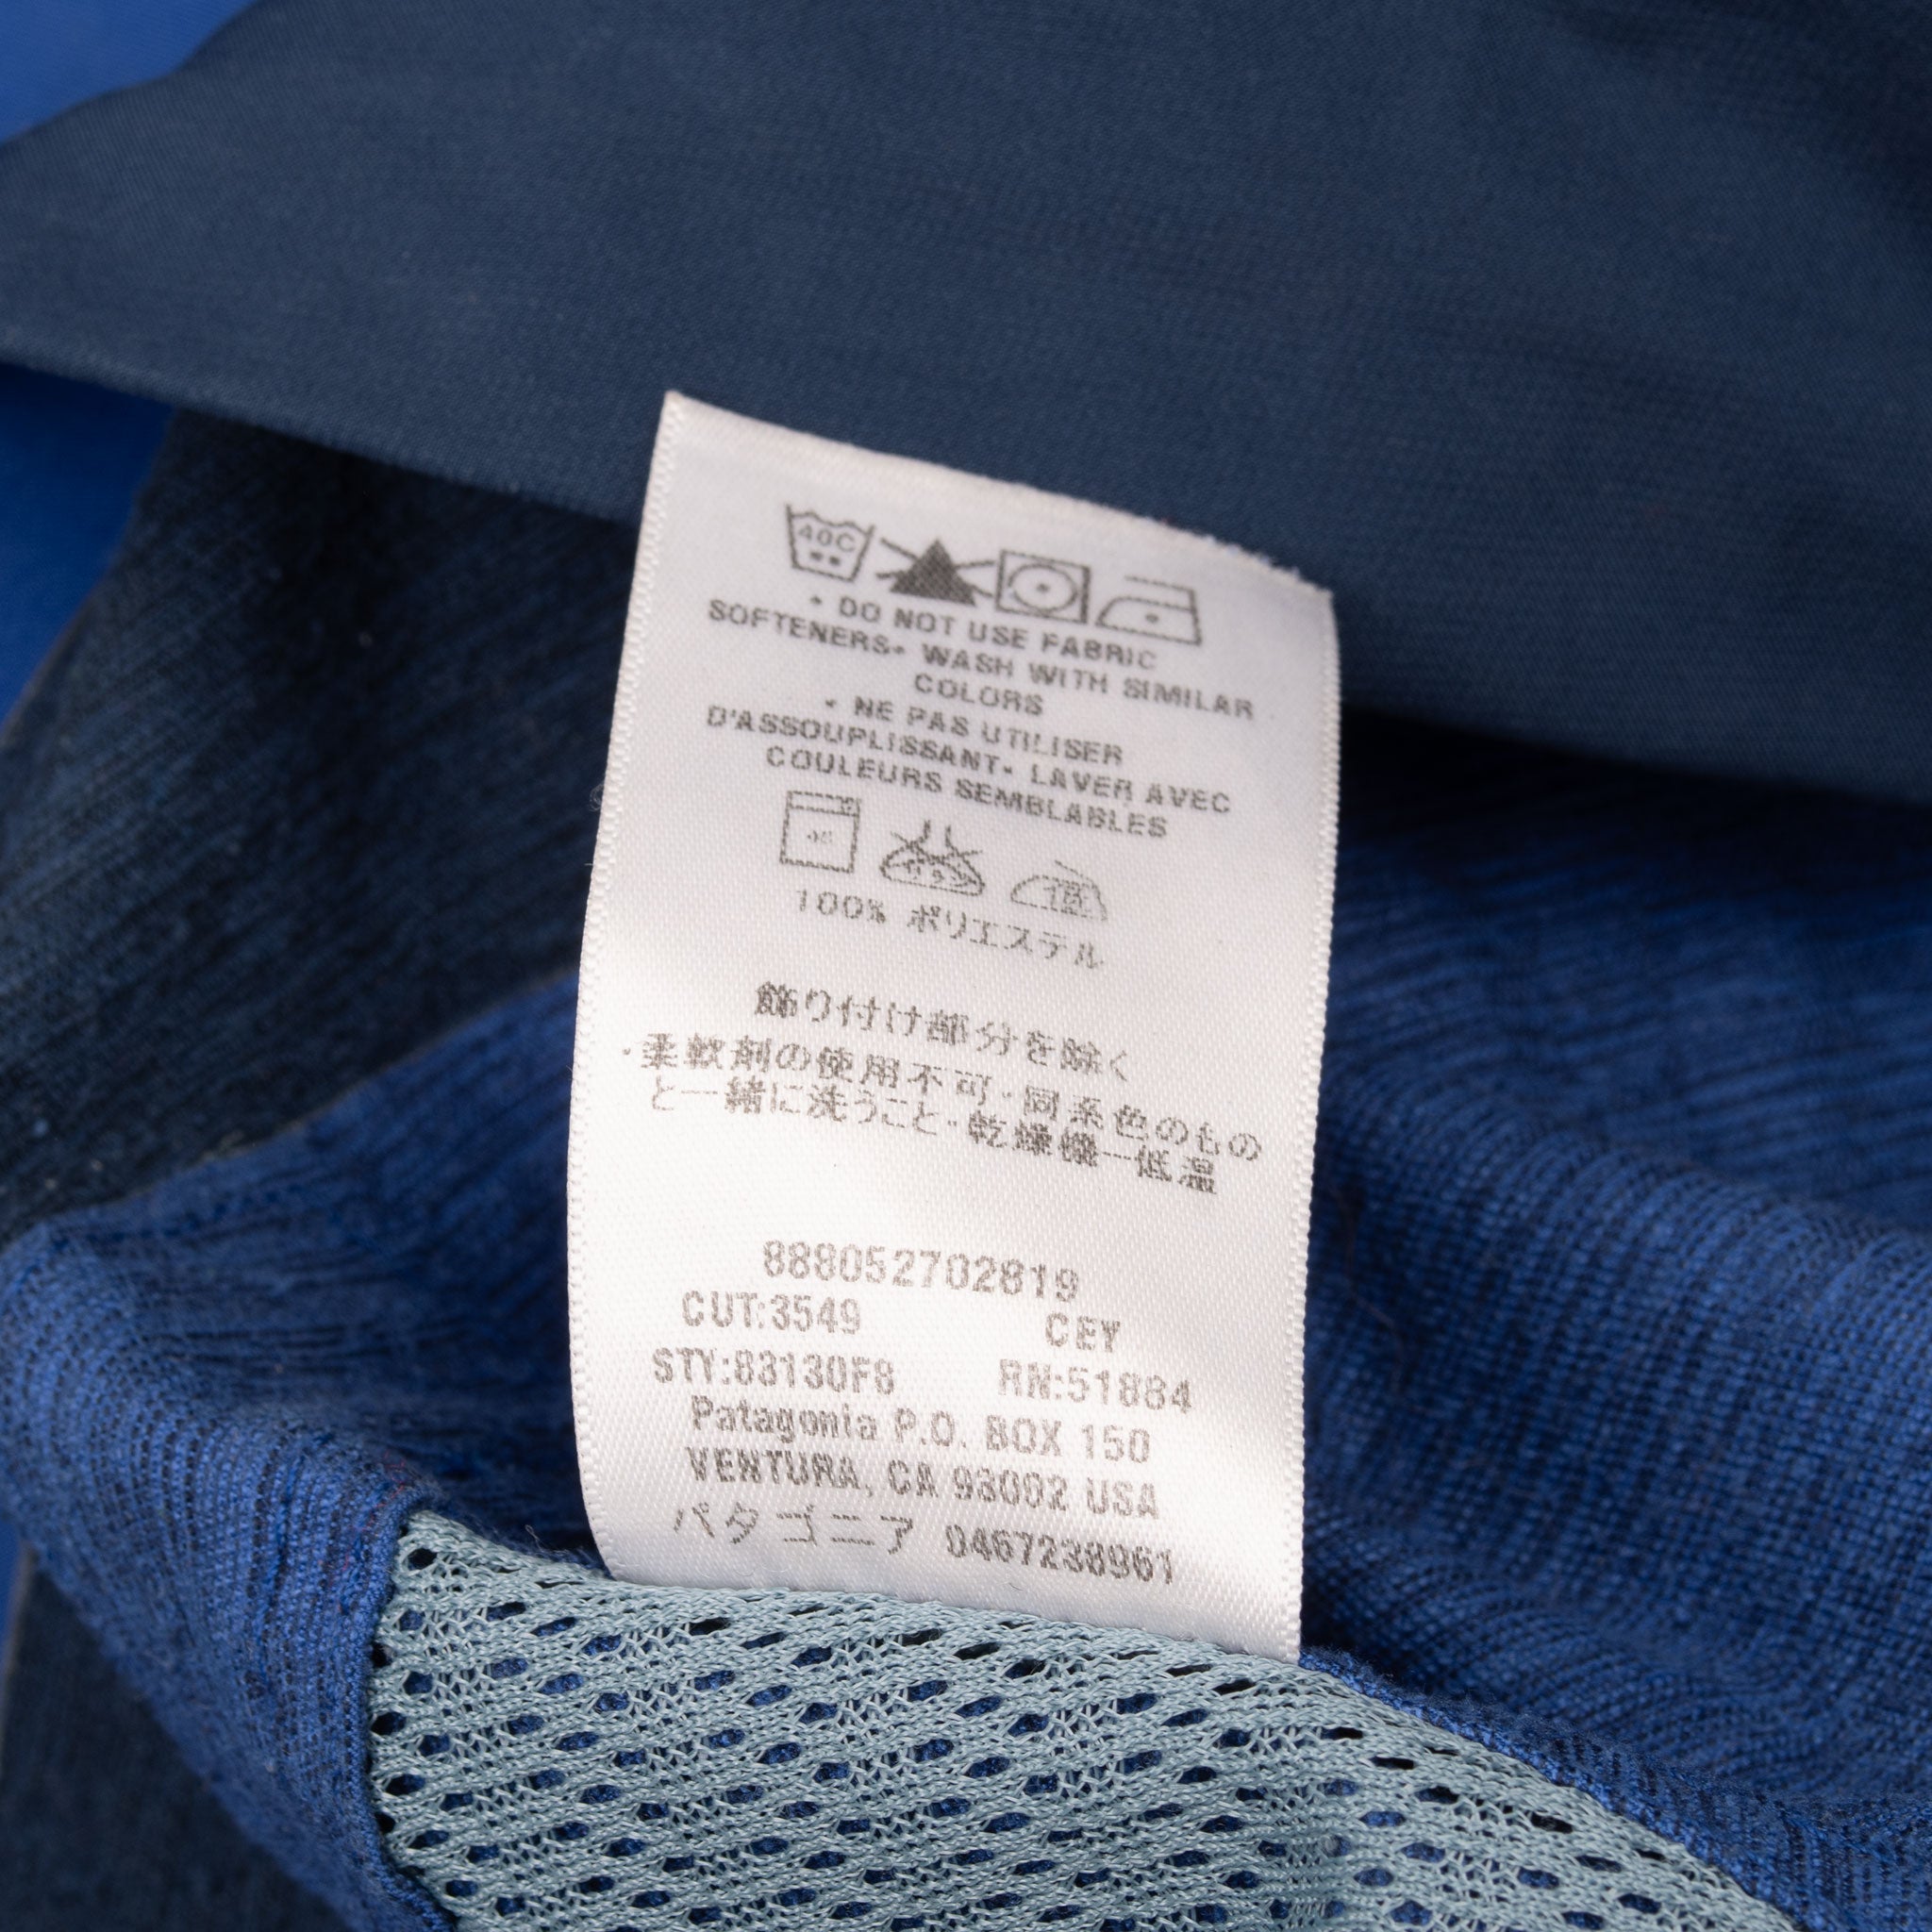 40C
• DO NOT USE FABRIC
SOFTENERS• WASH WITH SIMILAR
COLORS
• NE PAS UTILISER
D'ASSOUPLISSANT• LAVER AVEC
COULEURS SEMBLABLES
低
100% ポリエステル
飾り付け部分を除く
・柔軟剤の使用不可・同系色のもの
と一緒に洗うこと・乾燥機ー低温
888052702819
CUT:3549 CEY
STY:83130F8 RN:51884
Patagonia P.O. BOX 150
VENTURA, CA 93002 USA
パタゴニア 0467238961